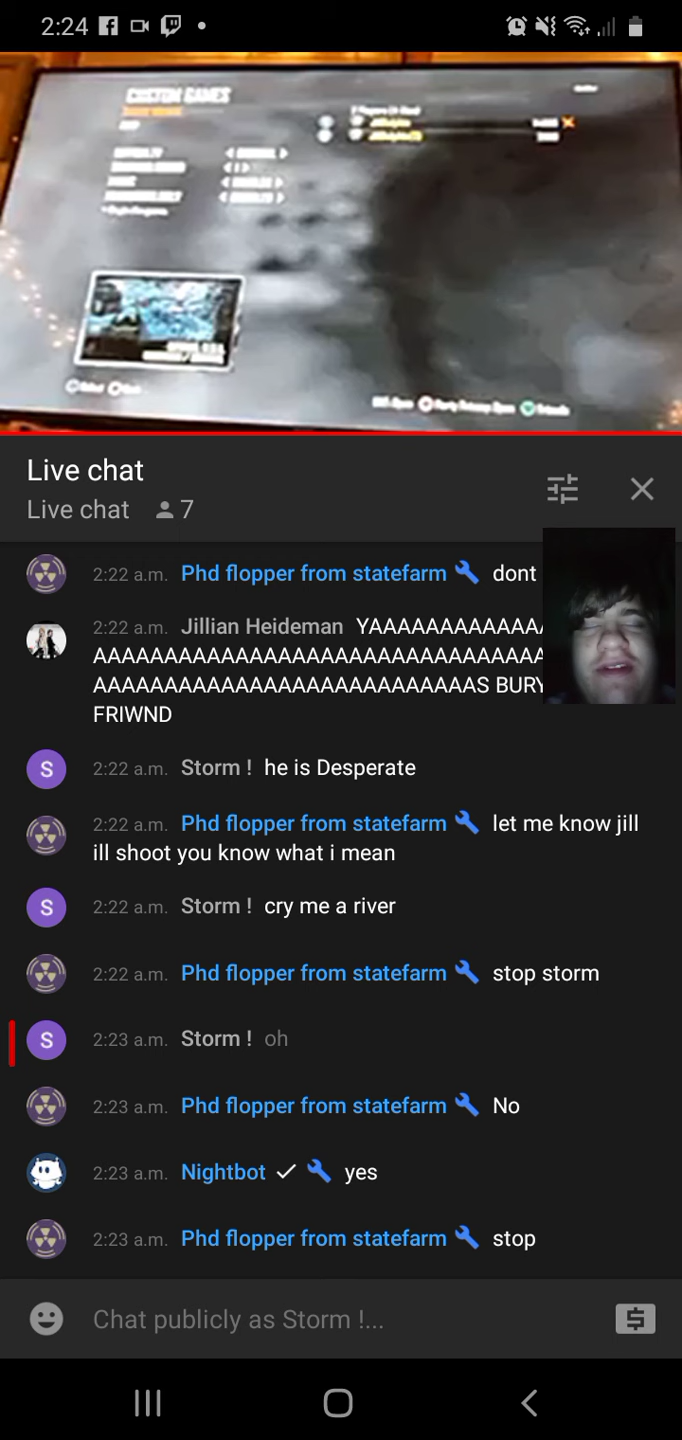 2:24
CUSTOM GAMES
Live chat
Live chat 7
2:22 a.m. Phd flopper from statefarm dont
2:22 a.m. Jillian Heideman YAAAAAAAAAAAAA
AAAAAAAAAAAAAAAAAAAAAAAAAAAAAAAA
AAAAAAAAAAAAAAAAAAAAAAAAAAAS BURY
FRIWND
S 2:22 a.m. Storm ! he is Desperate
2:22 a.m. Phd flopper from statefarm let me know jill
ill shoot you know what i mean
S 2:22 a.m. Storm ! cry me a river
2:22 a.m. Phd flopper from statefarm stop storm
S 2:23 a.m. Storm ! oh
2:23 a.m. Phd flopper from statefarm No
2:23 a.m. Nightbot yes
2:23 a.m. Phd flopper from statefarm stop
Chat publicly as Storm !...